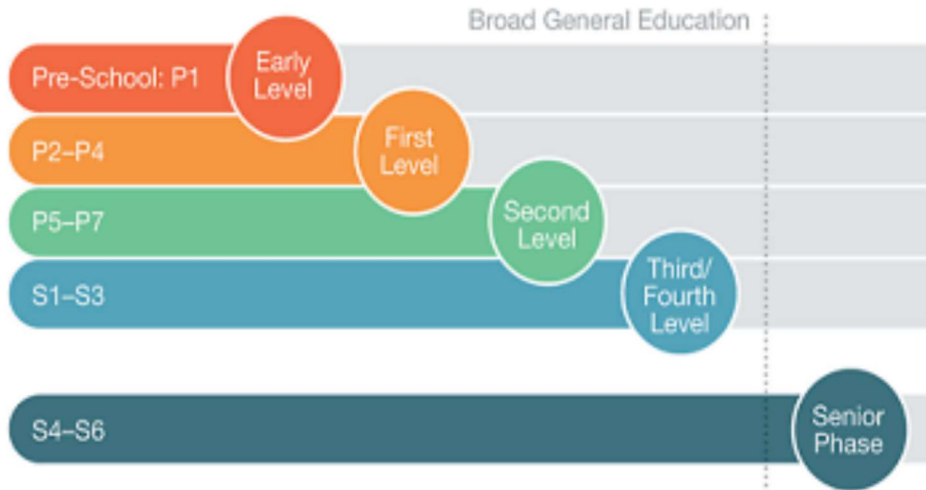 Broad General Education
Pre-School: P1
Early
Level
P2–P4
First
Level
P5–P7
Second
Level
S1–S3
Third/
Fourth
Level
S4–S6
Senior
Phase